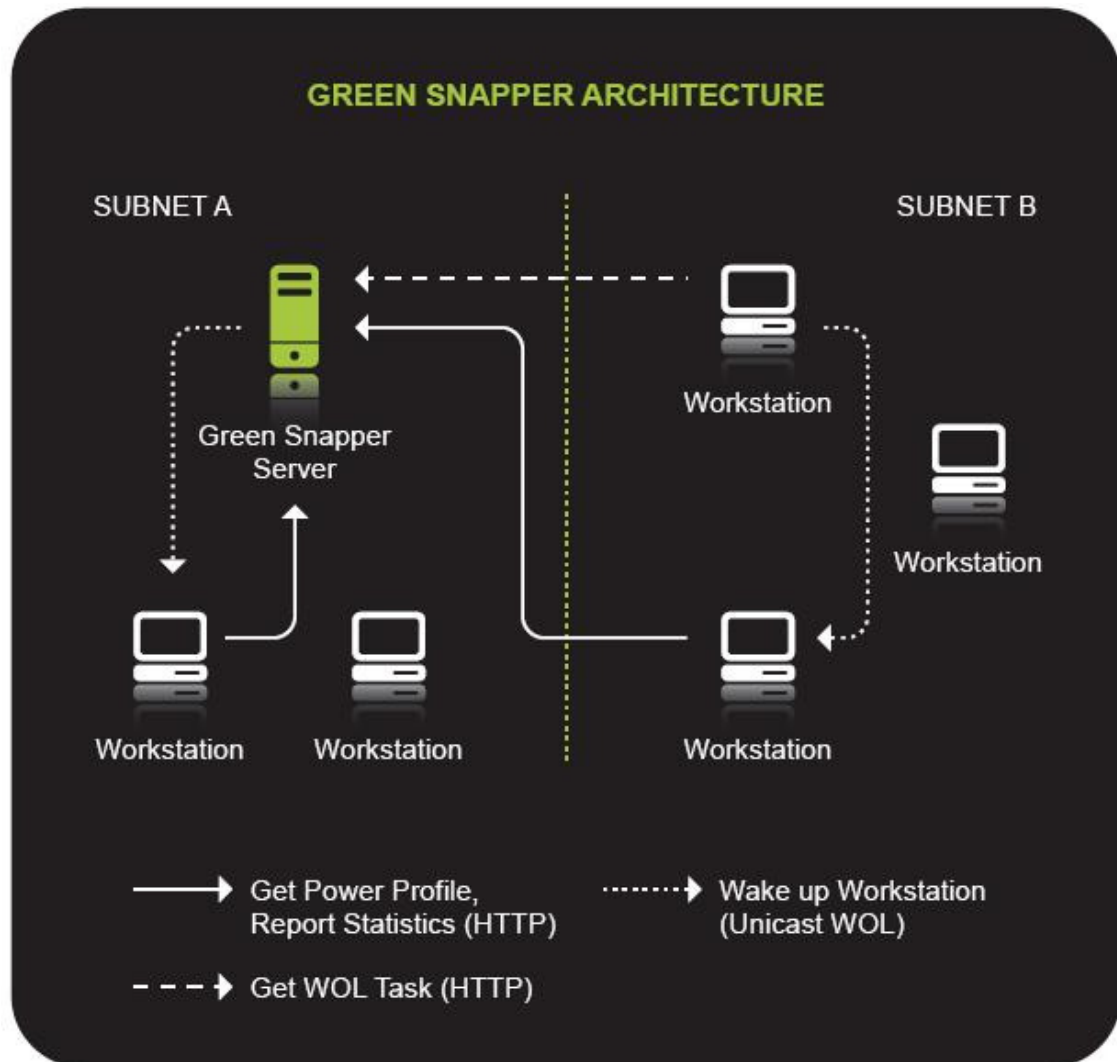 GREEN SNAPPER ARCHITECTURE
SUBNET A
SUBNET B
Green Snapper
Server
Workstation
Workstation
Workstation
Workstation
Workstation
Get Power Profile,
Report Statistics (HTTP)
Get WOL Task (HTTP)
Wake up Workstation
(Unicast WOL)